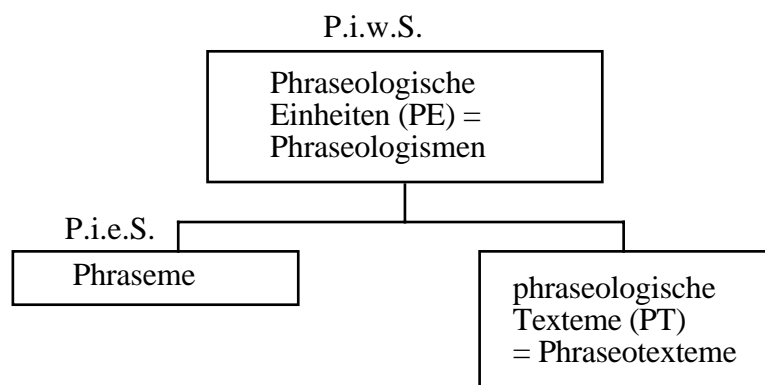 P.i.w.S.
Phraseologische
Einheiten (PE) =
Phraseologismen
P.i.e.S.
Phraseme
phraseologische
Texteme (PT)
= Phraseotexteme